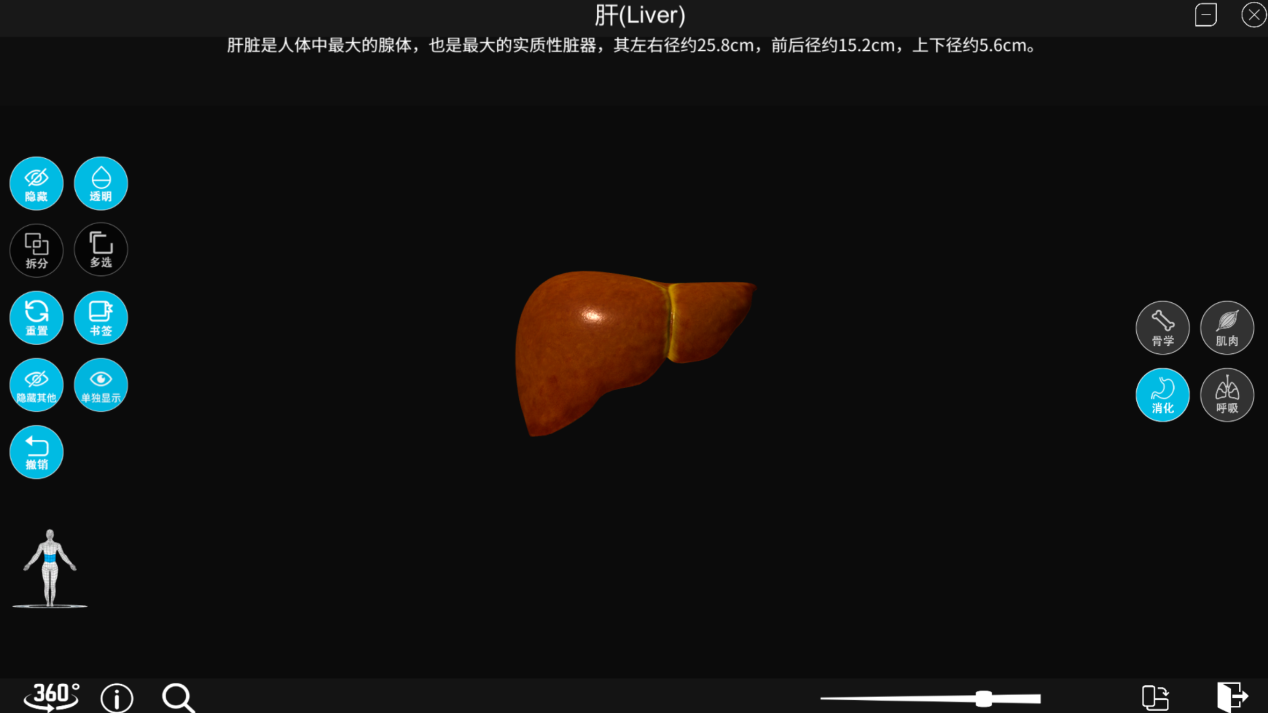 肝(Liver)
肝脏是人体中最大的腺体，也是最大的实质性脏器，其左右径约25.8cm，前后径约15.2cm，上下径约5.6cm。
隐藏 透明
拆分 多选
重置 书签
隐藏其他 单独显示
撤销
骨学 肌肉
消化 呼吸
360°